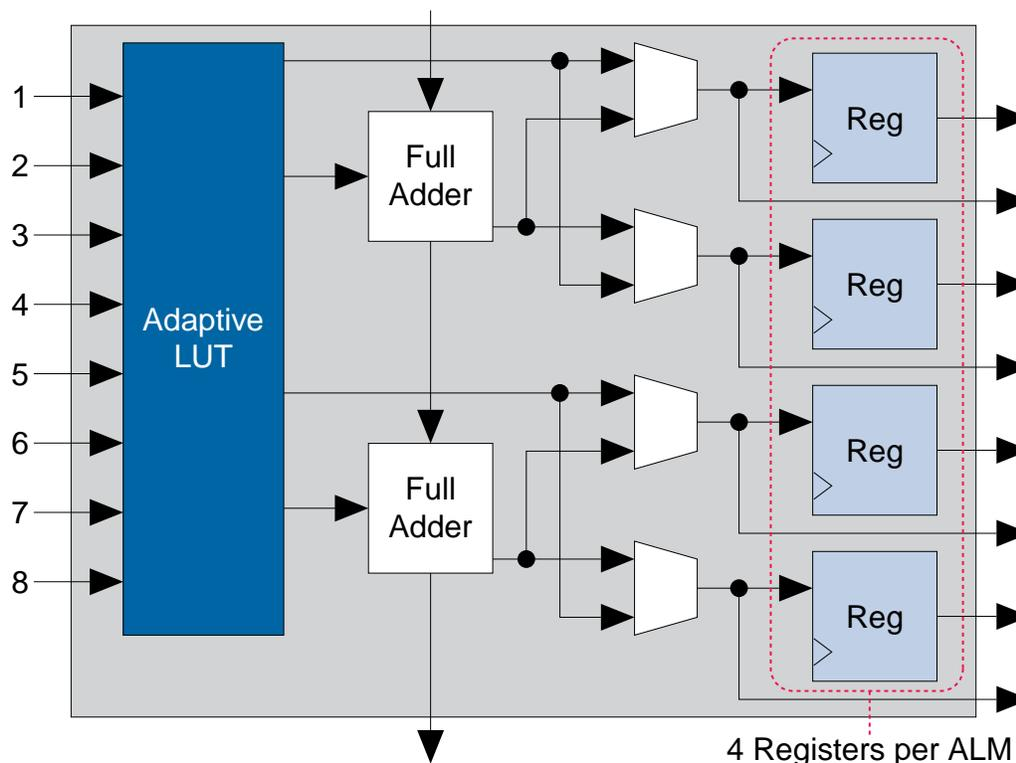 1
2
3
4
5
6
7
8
Adaptive
LUT
Full
Adder
Full
Adder
Reg
Reg
Reg
Reg
4 Registers per ALM